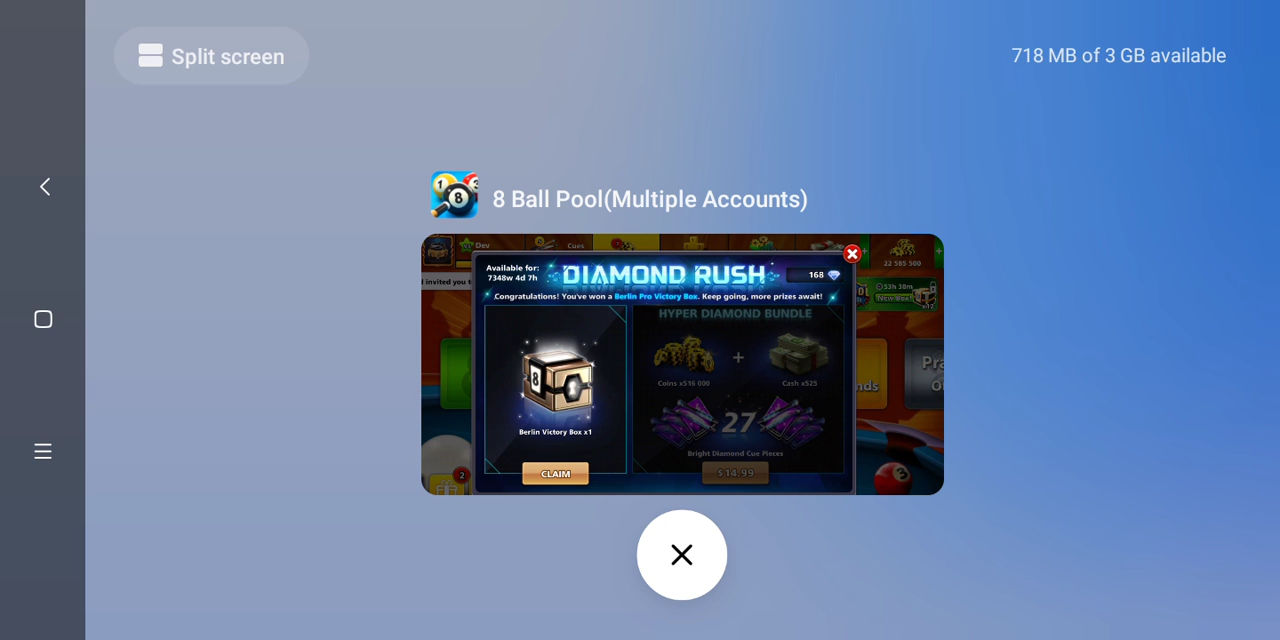 Split screen
718 MB of 3 GB available
8 Ball Pool(Multiple Accounts)
Dev
Cues
22 585 500
Available for:
7348w 4d 7h
DIAMOND RUSH
168
I invited you t
Congratulations! You've won a Berlin Pro Victory Box. Keep going, more prizes await!
53h 38m
New Box!
x12
HYPER DIAMOND BUNDLE
Coins x516 000
Cash x525
27
Berlin Victory Box x1
Bright Diamond Cue Pieces
CLAIM
$14.99
nds
Pra
O
2